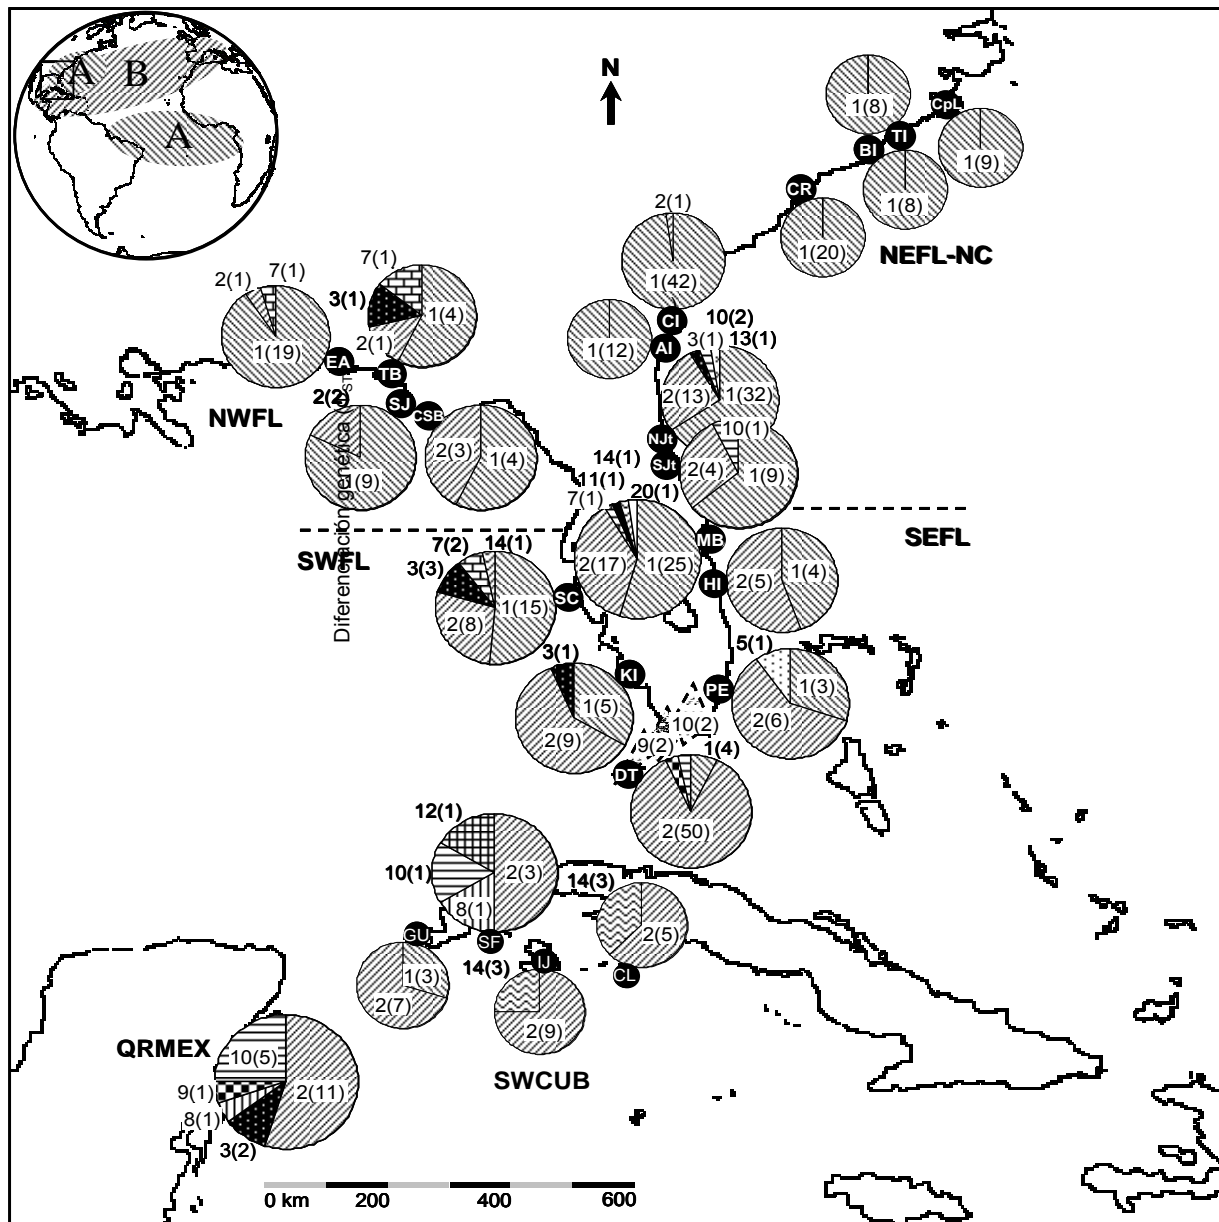 A
B
A
N
1(8)
CpL
TI
BI
1(9)
1(8)
CR
1(20)
NEFL-NC
2(1)
1(42)
CI
1(12)
AI
7(1)
2(1)
7(1)
3(1)
1(4)
1(19)
2(1)
EA
TB
NWFL
2(2)
SJ
CSB
1(9)
2(3)
1(4)
10(2)
3(1)
13(1)
2(13)
1(32)
NJt
10(1)
14(1)
SJt
2(4)
1(9)
11(1)
7(1)
20(1)
Diferenciación genética
SWFL
SEFL
MB
2(17)
1(25)
HI
2(5)
1(4)
7(2)
14(1)
3(3)
1(15)
2(8)
SC
3(1)
KI
1(5)
2(9)
5(1)
PE
1(3)
2(6)
10(2)
9(2)
1(4)
DT
2(50)
12(1)
10(1)
2(3)
8(1)
14(3)
2(5)
GU
SF
14(3)
IJ
CL
1(3)
2(7)
2(9)
SWCUB
QRMEX
10(5)
9(1)
2(11)
8(1)
3(2)
0 km 200 400 600